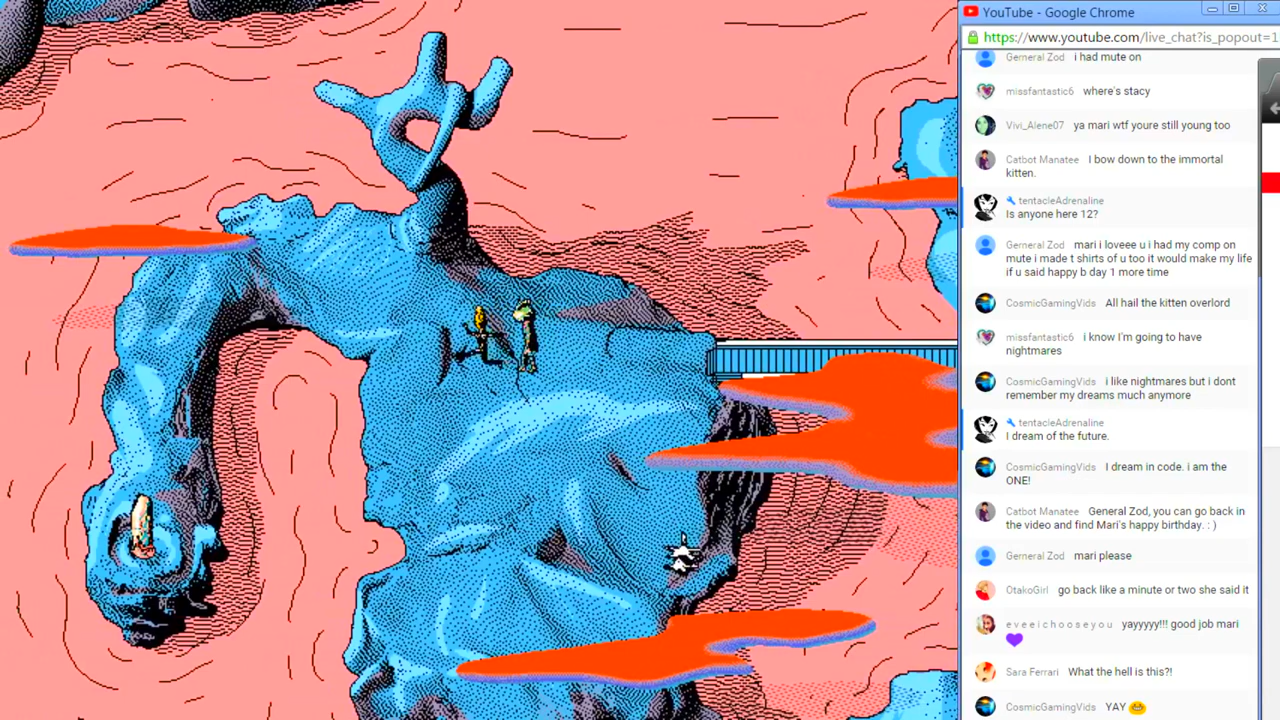 YouTube - Google Chrome
https://www.youtube.com/live_chat?is_popout=1
Gerneral Zod i had mute on
missfantastic6 where's stacy
Vivi_Alene07 ya mari wtf youre still young too
Catbot Manatee I bow down to the immortal
kitten.
tentacleAdrenaline
Is anyone here 12?
Gerneral Zod mari i loveee u i had my comp on
mute i made t shirts of u too it would make my life
if u said happy b day 1 more time
CosmicGamingVids All hail the kitten overlord
missfantastic6 i know I'm going to have
nightmares
CosmicGamingVids i like nightmares but i dont
remember my dreams much anymore
tentacleAdrenaline
I dream of the future.
CosmicGamingVids I dream in code. i am the
ONE!
Catbot Manatee General Zod, you can go back in
the video and find Mari's happy birthday. : )
Gerneral Zod mari please
OtakoGirl go back like a minute or two she said it
e v e e i c h o o s e y o u yayyyyy!!! good job mari
💜
Sara Ferrari What the hell is this?!
CosmicGamingVids YAY 😁